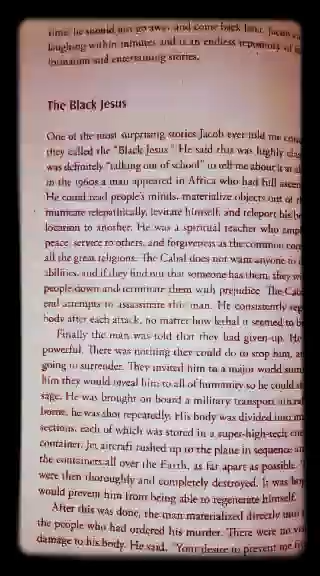 time, he should just go away and come back later. Jacob
laughing within minutes and is an endless repository of
humorous and entertaining stories.
The Black Jesus
One of the most surprising stories Jacob ever told me
they called the "Black Jesus." He said this was highly
was definitely "talking out of school" to tell me about it
in the 1960s a man appeared in Africa who had full
He could read people's minds, materialize objects out of
municate telepathically, levitate himself, and teleport his
location to another. He was a spiritual teacher who
peace, service to others, and forgiveness as the common
all the great religions. The Cabal does not want anyone
abilities, and if they find out that someone has them, they
people down and terminate them with prejudice. The
end attempts to assassinate this man. He consistently
body after each attack, no matter how lethal it seemed to
Finally the man was told that they had given up. He
powerful. There was nothing they could do to stop him,
going to surrender. They invited him to a major world
him they would reveal him to all of humanity so he could
sage. He was brought on board a military transport
borne, he was shot repeatedly. His body was divided into
sections, each of which was stored in a super-high-tech
container. Jet aircraft rushed up to the plane in sequence
the containers all over the Earth, as far apart as possible.
were then thoroughly and completely destroyed. It was
would prevent him from being able to regenerate himself.
After this was done, the man materialized directly
the people who had ordered his murder. There were no
damage to his body. He said, "Your desire to prevent me